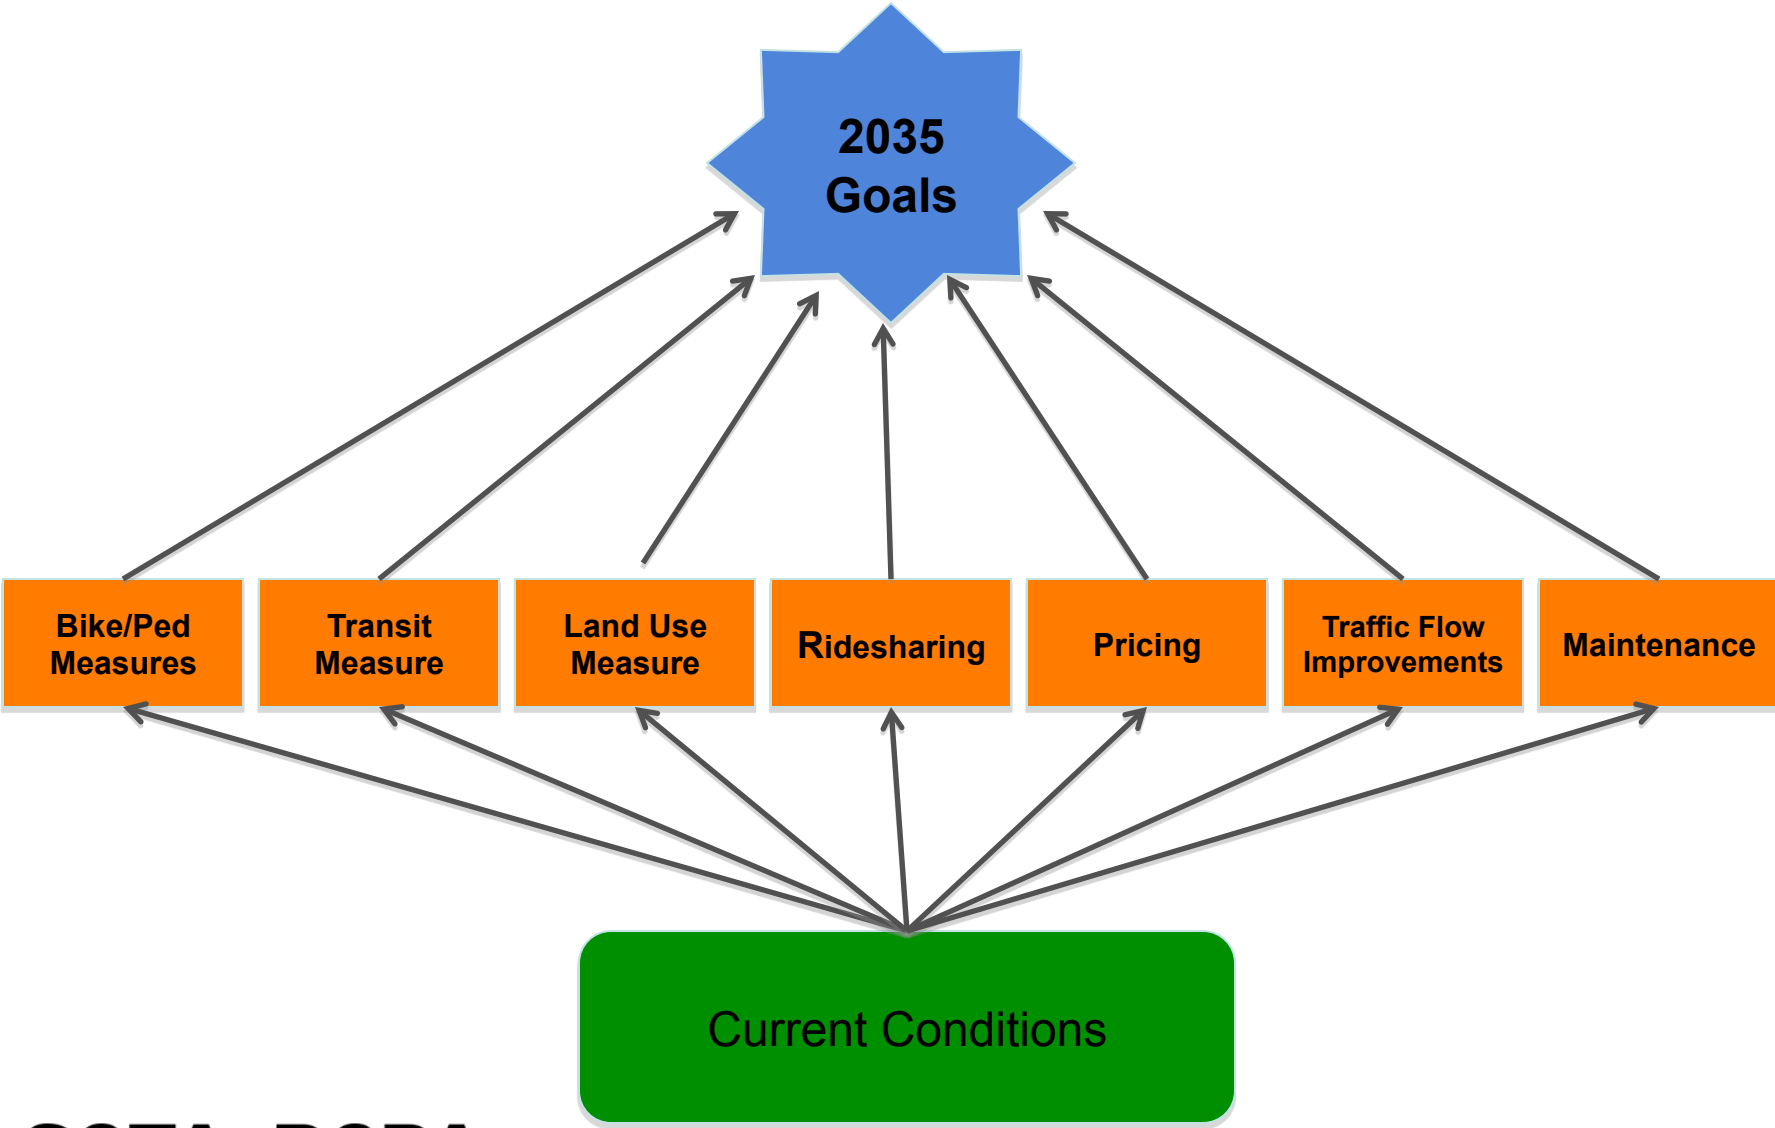 2035
Goals
Bike/Ped
Measures
Transit
Measure
Land Use
Measure
Ridesharing
Pricing
Traffic Flow
Improvements
Maintenance
Current Conditions